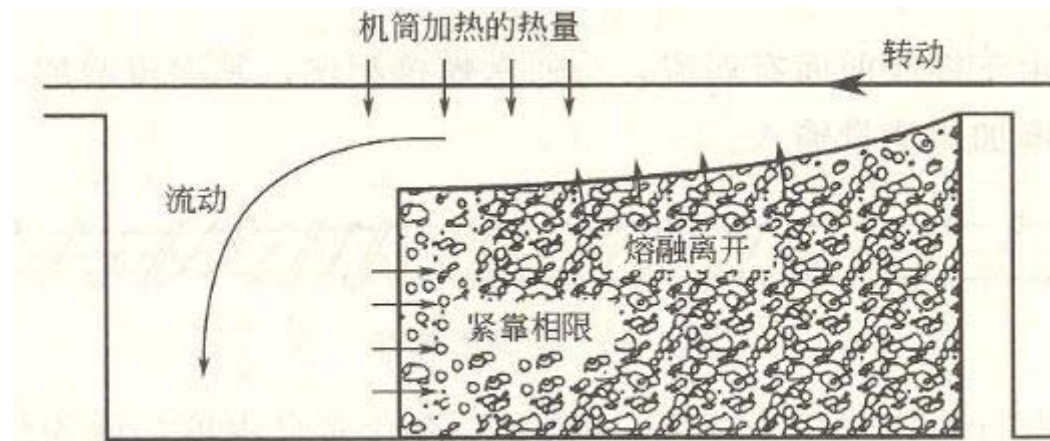 机筒加热的热量
转动
流动
熔融离开
紧靠相限